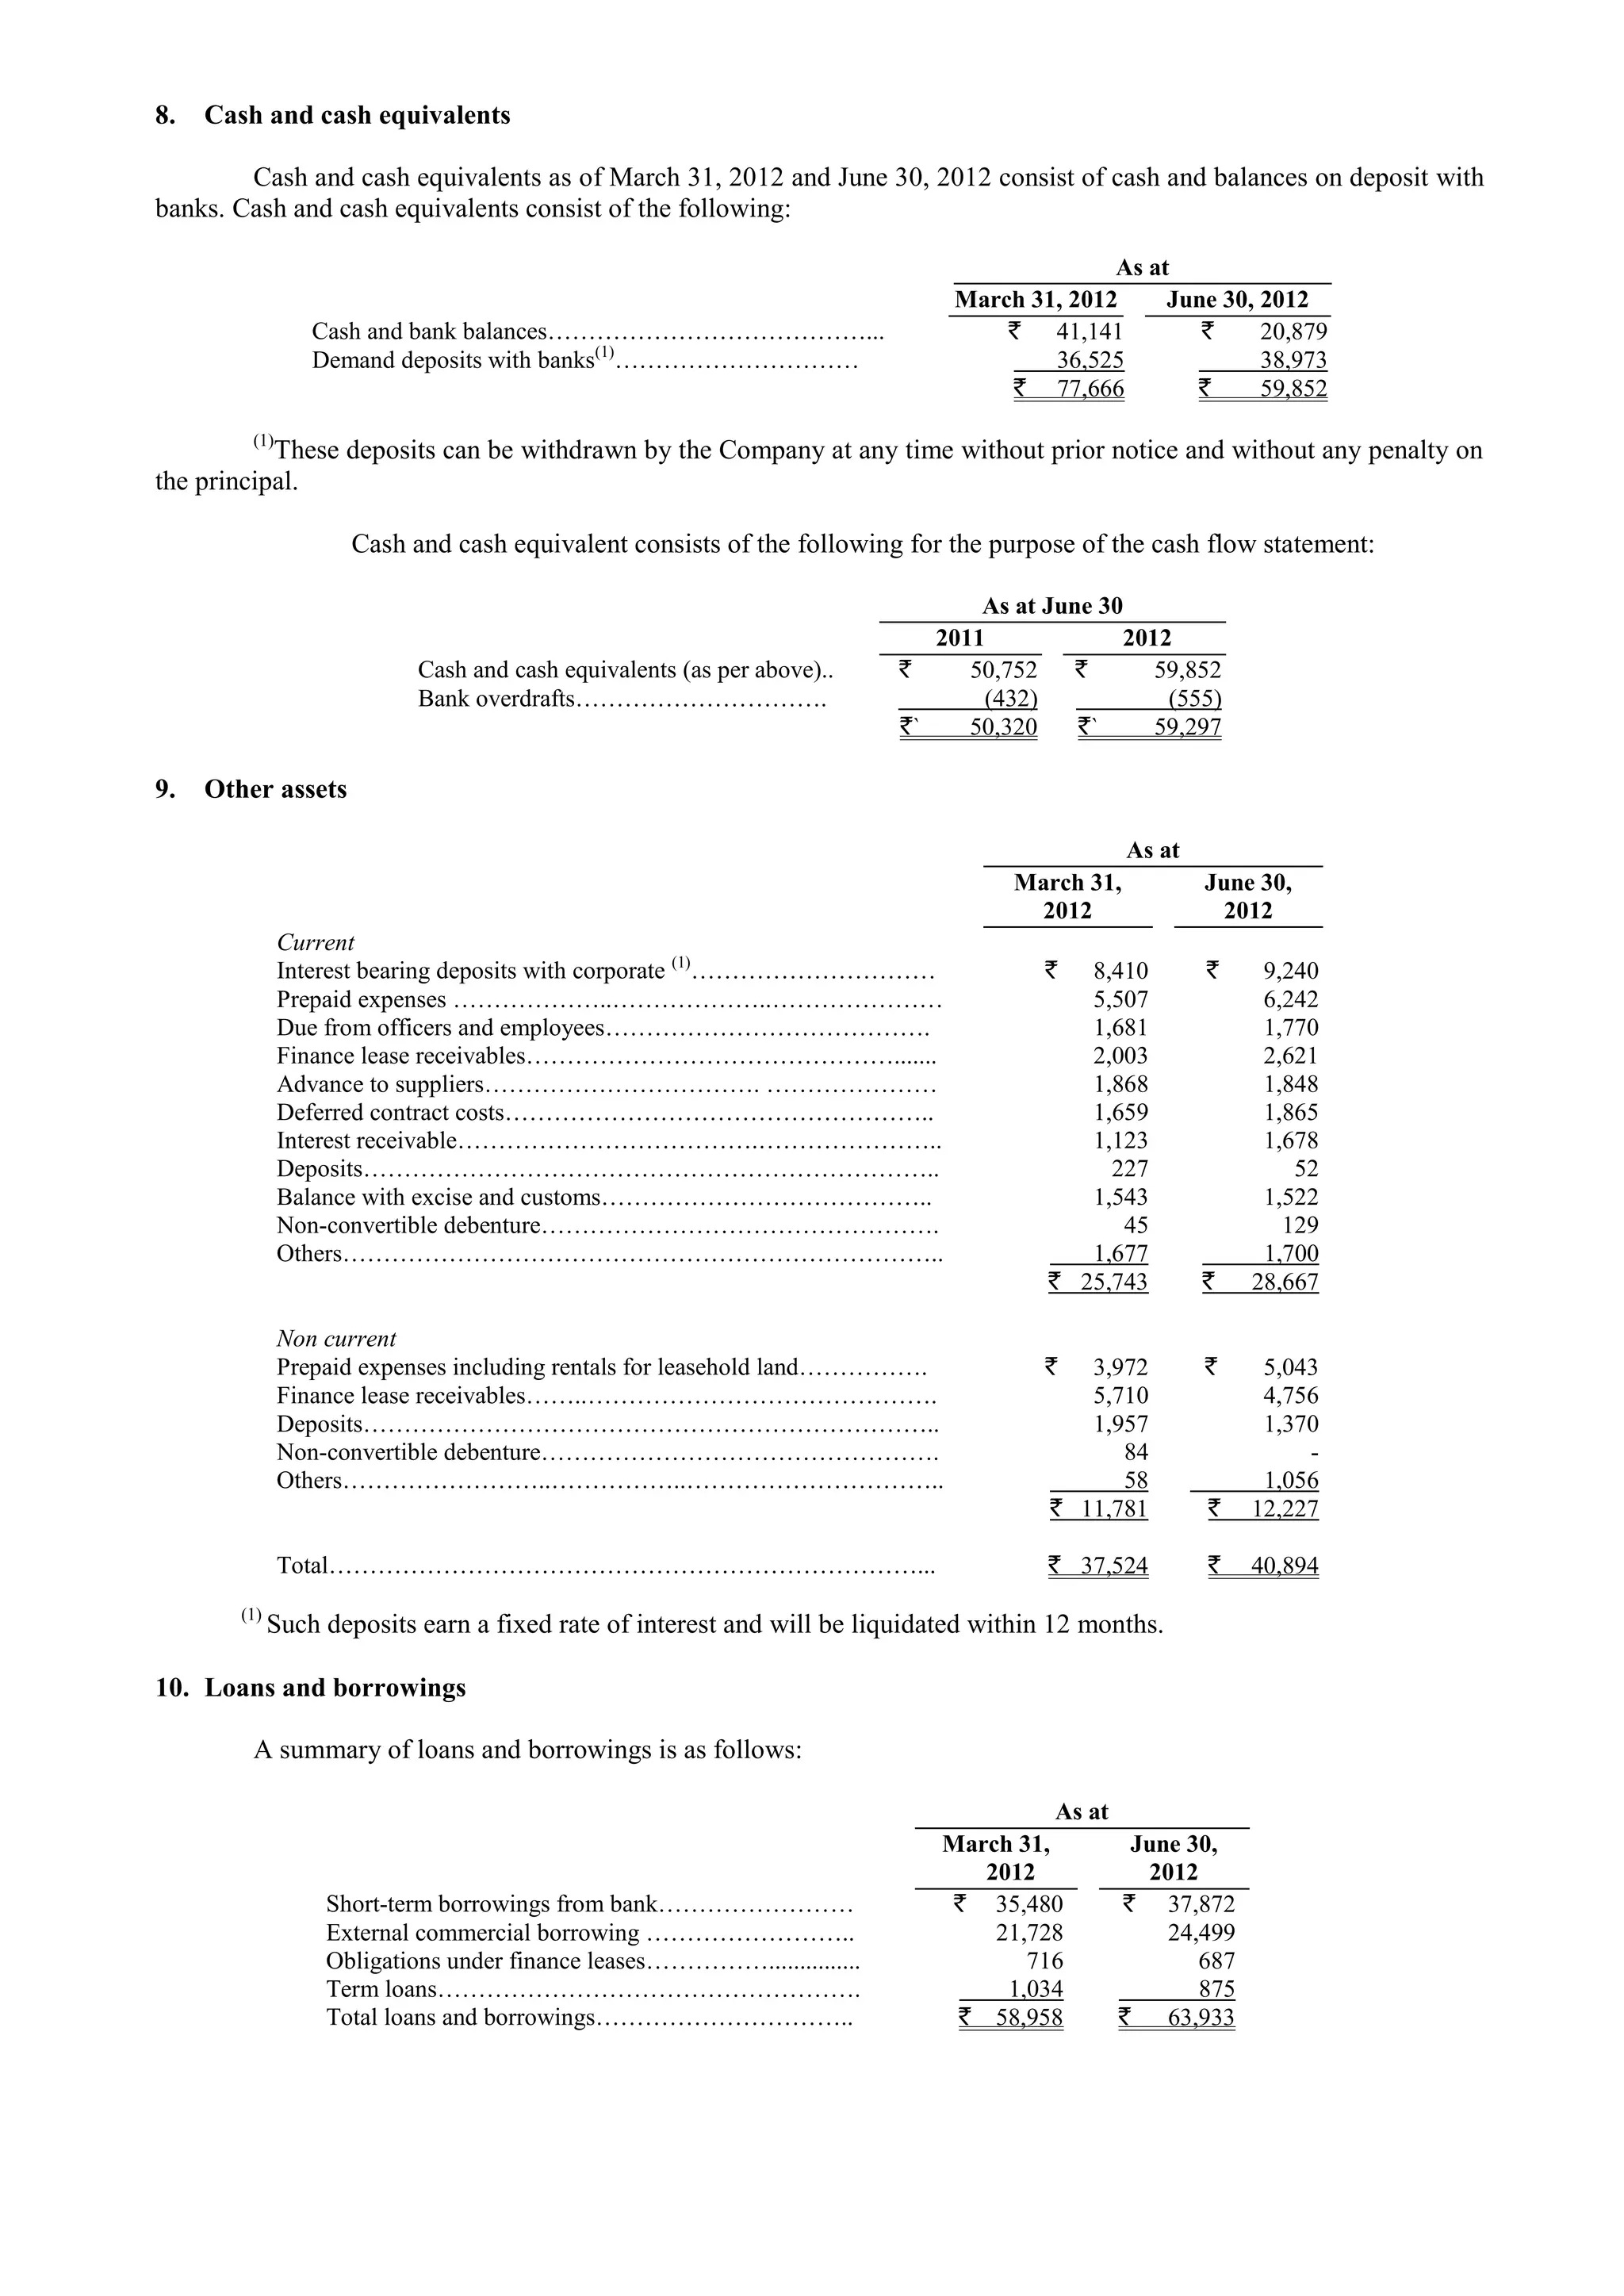 8. Cash and cash equivalents
Cash and cash equivalents as of March 31, 2012 and June 30, 2012 consist of cash and balances on deposit with
banks. Cash and cash equivalents consist of the following:
As at
March 31, 2012 June 30, 2012
Cash and bank balances…………………………………... ₹ 41,141 ₹ 20,879
Demand deposits with banks(1)………………………… 36,525 38,973
₹ 77,666 ₹ 59,852
(1)These deposits can be withdrawn by the Company at any time without prior notice and without any penalty on
the principal.
Cash and cash equivalent consists of the following for the purpose of the cash flow statement:
As at June 30
2011 2012
Cash and cash equivalents (as per above).. ₹ 50,752 ₹ 59,852
Bank overdrafts…………………………. (432) (555)
₹` 50,320 ₹` 59,297
9. Other assets
As at
March 31, June 30,
2012 2012
Current
Interest bearing deposits with corporate (1)………………………… ₹ 8,410 ₹ 9,240
Prepaid expenses ………………..………………..………………… 5,507 6,242
Due from officers and employees…………………………………. 1,681 1,770
Finance lease receivables………………………………………....... 2,003 2,621
Advance to suppliers……………………………. ………………… 1,868 1,848
Deferred contract costs…………………………………………….. 1,659 1,865
Interest receivable……………………………….………………….. 1,123 1,678
Deposits…………………………………………………………….. 227 52
Balance with excise and customs………………………………….. 1,543 1,522
Non-convertible debenture…………………………………………. 45 129
Others……………………………………………………………….. 1,677 1,700
₹ 25,743 ₹ 28,667
Non current
Prepaid expenses including rentals for leasehold land……………. ₹ 3,972 ₹ 5,043
Finance lease receivables……..……………………………………. 5,710 4,756
Deposits…………………………………………………………….. 1,957 1,370
Non-convertible debenture…………………………………………. 84 -
Others……………………..……………..………………………….. 58 1,056
₹ 11,781 ₹ 12,227
Total………………………………………………………………... ₹ 37,524 ₹ 40,894
(1) Such deposits earn a fixed rate of interest and will be liquidated within 12 months.
10. Loans and borrowings
A summary of loans and borrowings is as follows:
As at
March 31, June 30,
2012 2012
Short-term borrowings from bank…………………… ₹ 35,480 ₹ 37,872
External commercial borrowing …………………….. 21,728 24,499
Obligations under finance leases……………............... 716 687
Term loans……………………………………………. 1,034 875
Total loans and borrowings………………………….. ₹ 58,958 ₹ 63,933